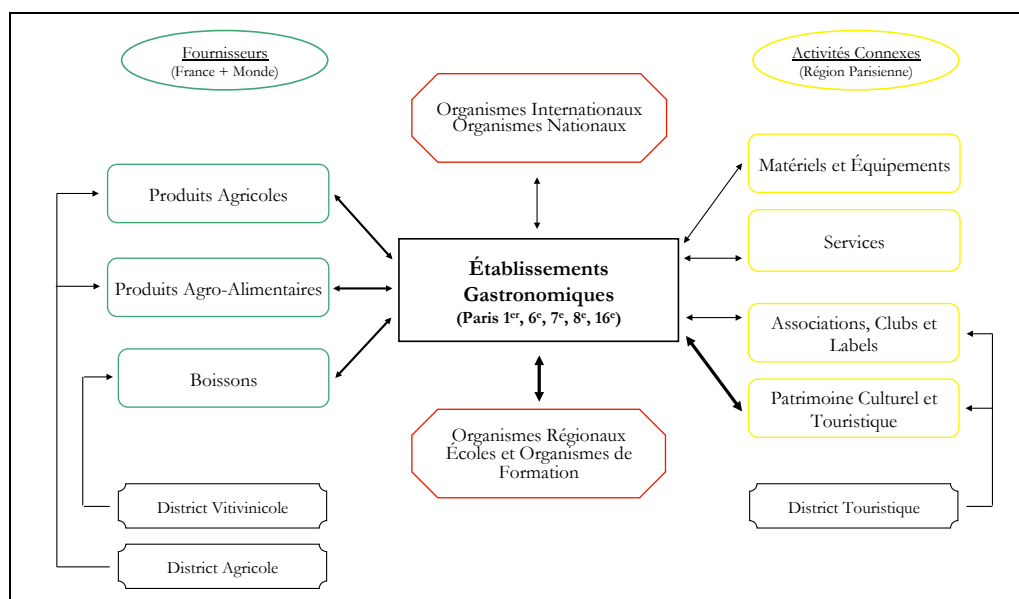 Fournisseurs
(France + Monde)
Activités Connexes
(Région Parisienne)
Organismes Internationaux
Organismes Nationaux
Matériels et Équipements
Produits Agricoles
Services
Établissements
Gastronomiques
(Paris 1er, 6e, 7e, 8e, 16e)
Produits Agro-Alimentaires
Associations, Clubs et
Labels
Boissons
Patrimoine Culturel et
Touristique
Organismes Régionaux
Écoles et Organismes de
Formation
District Vitivinicole
District Touristique
District Agricole